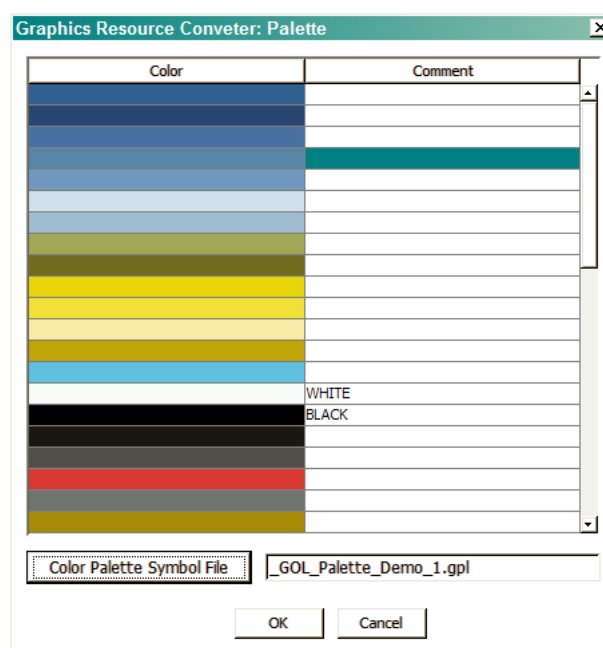 Graphics Resource Conveter: Palette
Color Comment
WHITE
BLACK
Color Palette Symbol File _GOL_Palette_Demo_1.gpl
OK Cancel